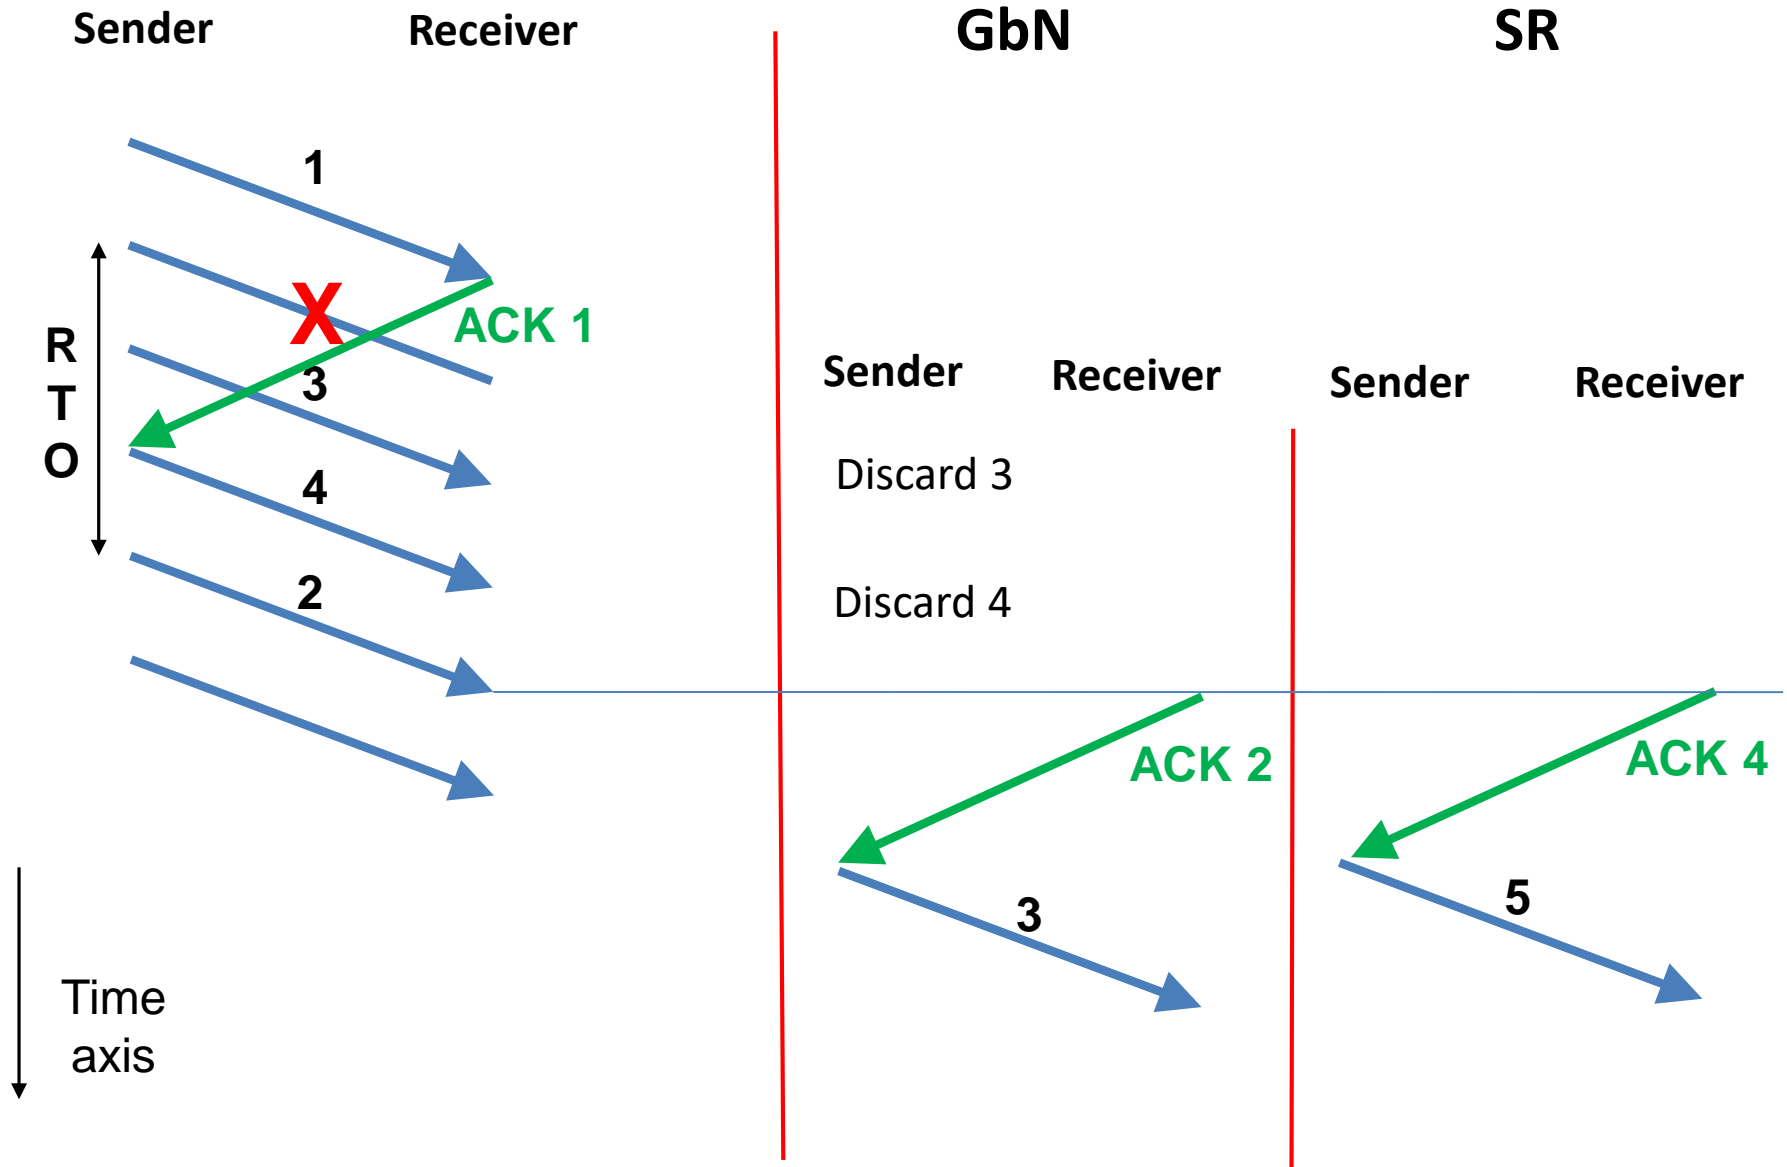 Sender Receiver GbN SR
1
X
ACK 1
R
T
O
3
Sender Receiver Sender Receiver
4
Discard 3
2
Discard 4
ACK 2
ACK 4
3
5
Time
axis